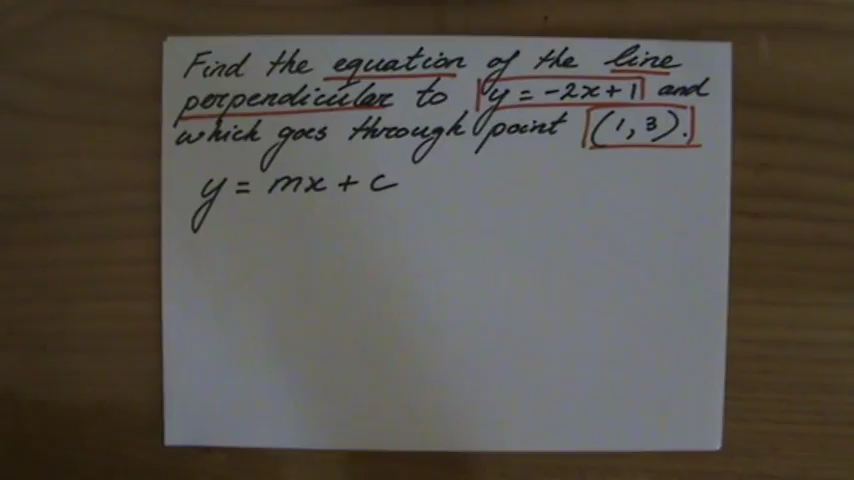 Find the equation of the line
perpendicular to y = -2x + 1 and
which goes through point (1, 3).
y = mx + c